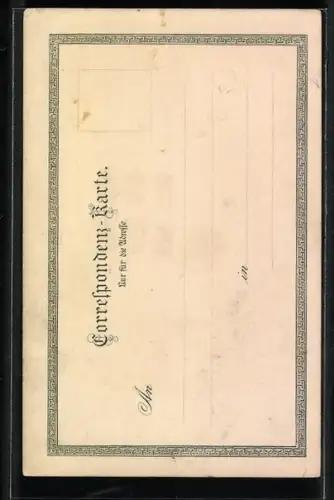 Correspondenz-Karte.
Nur für die Adresse
An
in